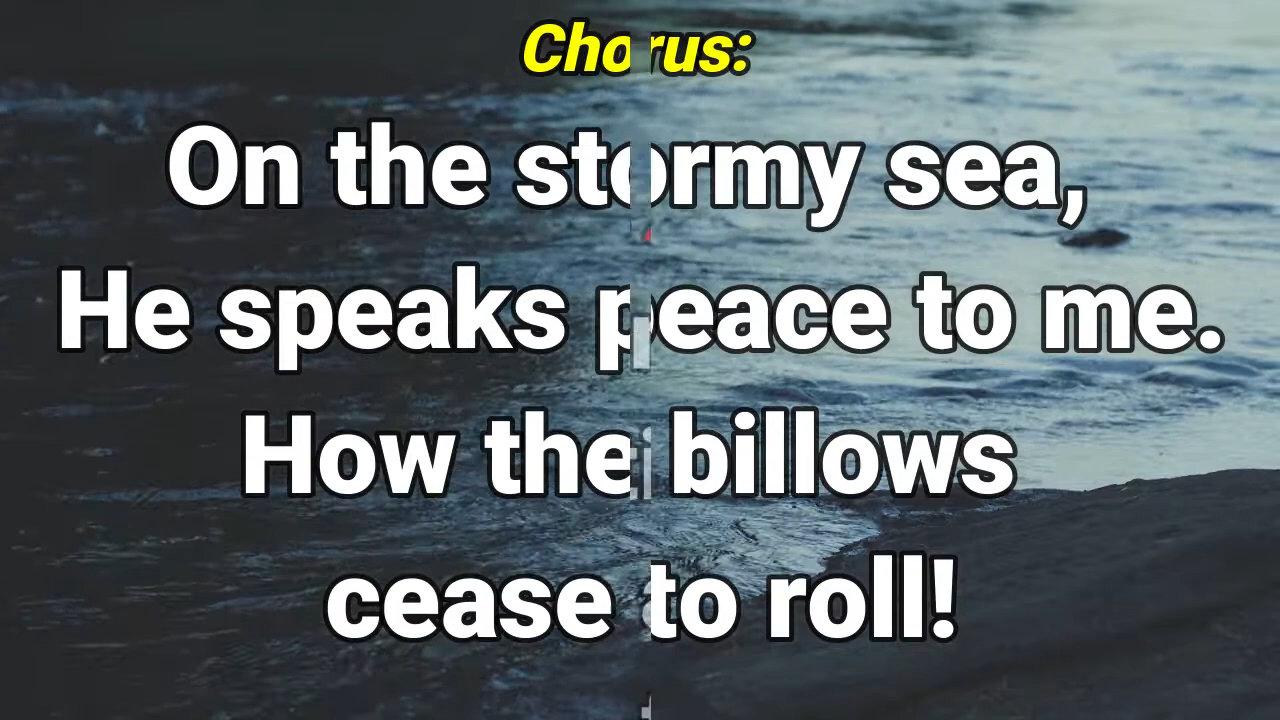 Chorus:
On the stormy sea,
He speaks peace to me.
How the billows
cease to roll!